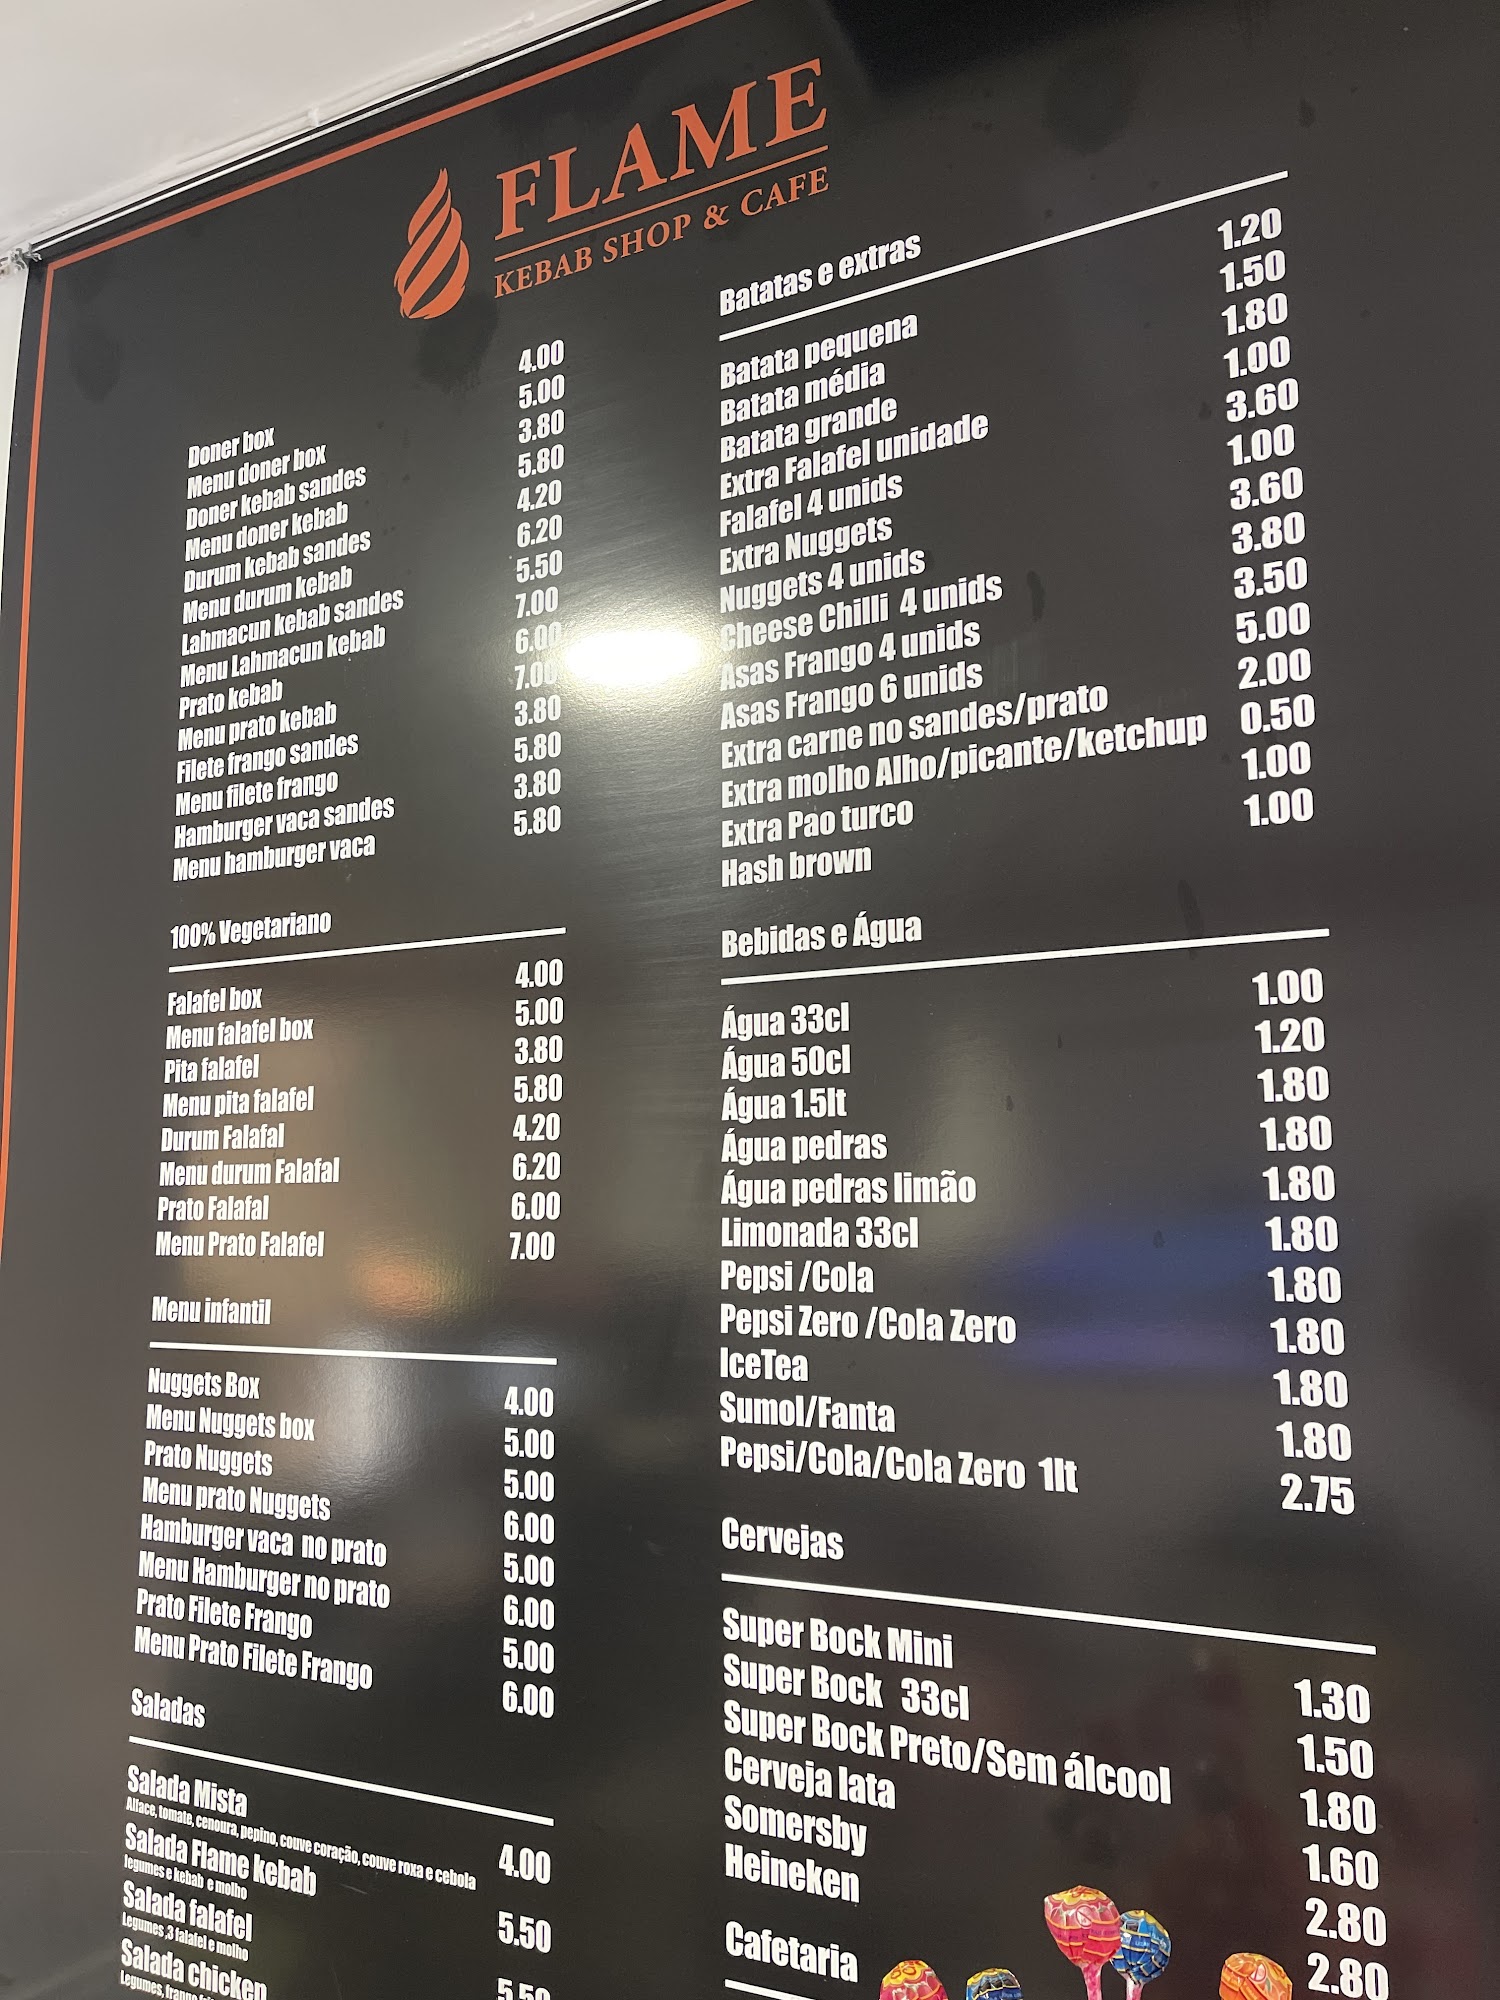 FLAME
KEBAB SHOP & CAFE
Doner box 4.00
Menu doner box 5.00
Doner kebab sandes 3.80
Menu doner kebab 5.80
Durum kebab sandes 4.20
Menu durum kebab 6.20
Lahmacun kebab sandes 5.50
Menu Lahmacun kebab 7.00
Prato kebab 6.00
Menu prato kebab 7.00
Filete frango sandes 3.80
Menu filete frango 5.80
Hamburger vaca sandes 3.80
Menu hamburger vaca 5.80
100% Vegetariano
Falafel box 4.00
Menu falafel box 5.00
Pita falafel 3.80
Menu pita falafel 5.80
Durum Falafal 4.20
Menu durum Falafal 6.20
Prato Falafal 6.00
Menu Prato Falafel 7.00
Menu infantil
Nuggets Box 4.00
Menu Nuggets box 5.00
Prato Nuggets 5.00
Menu prato Nuggets 6.00
Hamburger vaca no prato 5.00
Menu Hamburger no prato 6.00
Prato Filete Frango 5.00
Menu Prato Filete Frango 6.00
Saladas
Salada Mista 4.00
Alface, tomate, cenoura, pepino, couve coração, couve roxa e cebola
Salada Flame kebab 5.50
legumes e kebab e molho
Salada falafel 5.50
Legumes ,3 falafel e molho
Salada chicken
Legumes,
Batatas e extras
Batata pequena 1.20
Batata média 1.50
Batata grande 1.80
Extra Falafel unidade 1.00
Falafel 4 unids 3.60
Extra Nuggets 1.00
Nuggets 4 unids 3.60
Cheese Chilli 4 unids 3.80
Asas Frango 4 unids 3.50
Asas Frango 6 unids 5.00
Extra carne no sandes/prato 2.00
Extra molho Alho/picante/ketchup 0.50
Extra Pao turco 1.00
Hash brown 1.00
Bebidas e Água
Água 33cl 1.00
Água 50cl 1.20
Água 1.5lt 1.80
Água pedras 1.80
Água pedras limão 1.80
Limonada 33cl 1.80
Pepsi /Cola 1.80
Pepsi Zero /Cola Zero 1.80
IceTea 1.80
Sumol/Fanta 1.80
Pepsi/Cola/Cola Zero 1lt 2.75
Cervejas
Super Bock Mini 1.30
Super Bock 33cl 1.50
Super Bock Preto/Sem álcool 1.80
Cerveja lata 1.60
Somersby 2.80
Heineken 2.80
Cafetaria